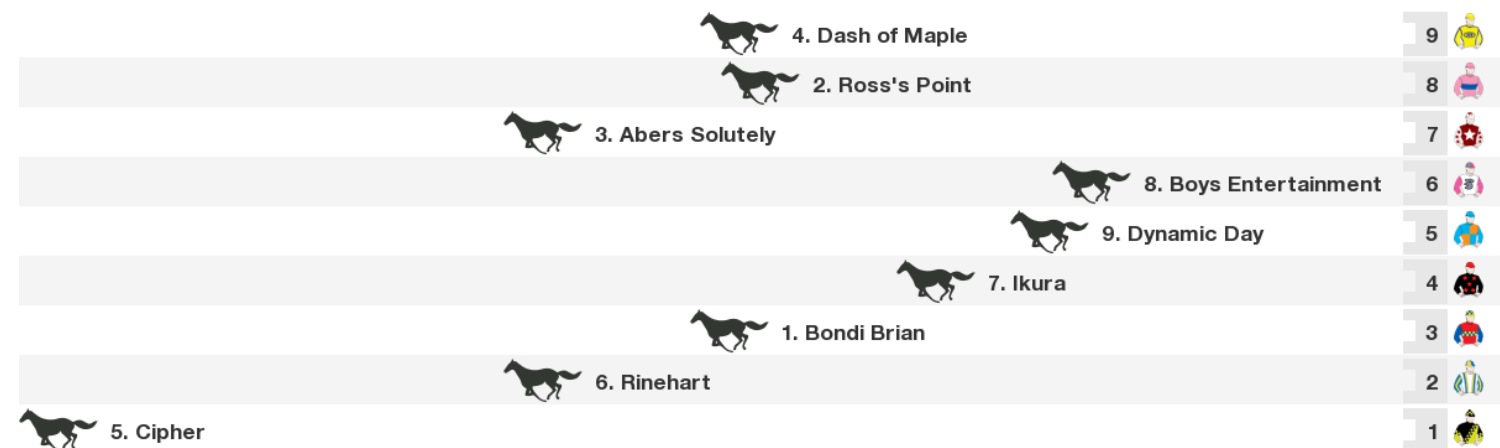 4. Dash of Maple 9
2. Ross's Point 8
3. Abers Solutely 7
8. Boys Entertainment 6
9. Dynamic Day 5
7. Ikura 4
1. Bondi Brian 3
6. Rinehart 2
5. Cipher 1